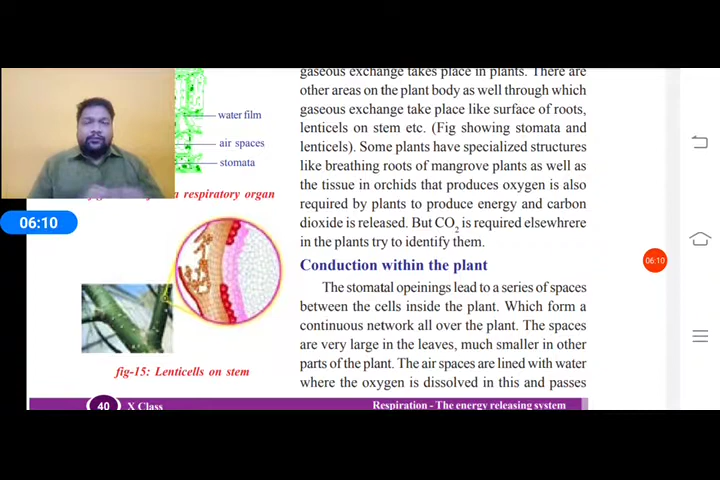 gaseous exchange takes place in plants. There are
other areas on the plant body as well through which
gaseous exchange take place like surface of roots,
lenticels on stem etc. (Fig showing stomata and
lenticels). Some plants have specialized structures
like breathing roots of mangrove plants as well as
the tissue in orchids that produces oxygen is also
required by plants to produce energy and carbon
dioxide is released. But CO₂ is required elsewhrere
in the plants try to identify them.
Conduction within the plant
The stomatal opeinings lead to a series of spaces
between the cells inside the plant. Which form a
continuous network all over the plant. The spaces
are very large in the leaves, much smaller in other
parts of the plant. The air spaces are lined with water
where the oxygen is dissolved in this and passes
water film
air spaces
stomata
a respiratory organ
06:10
06:10
fig-15: Lenticells on stem
40 X Class
Respiration - The energy releasing system